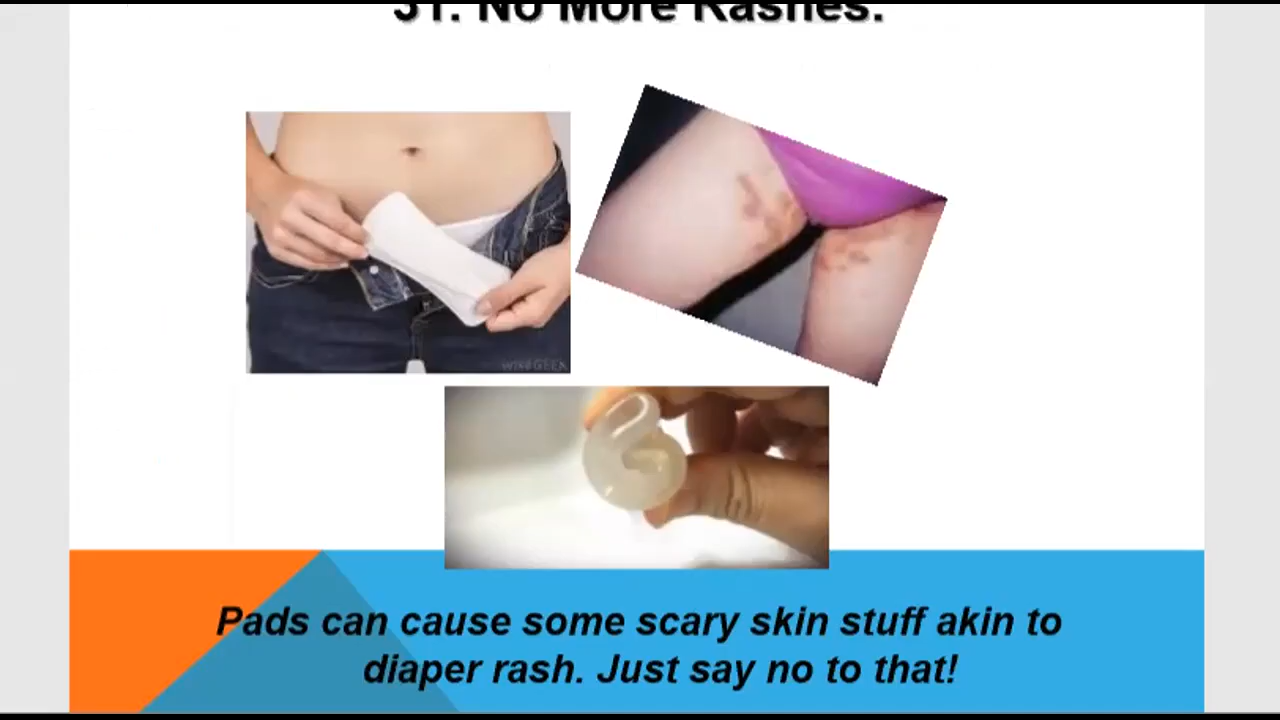 31. No More Rashes.
wiseGEEK
Pads can cause some scary skin stuff akin to
diaper rash. Just say no to that!